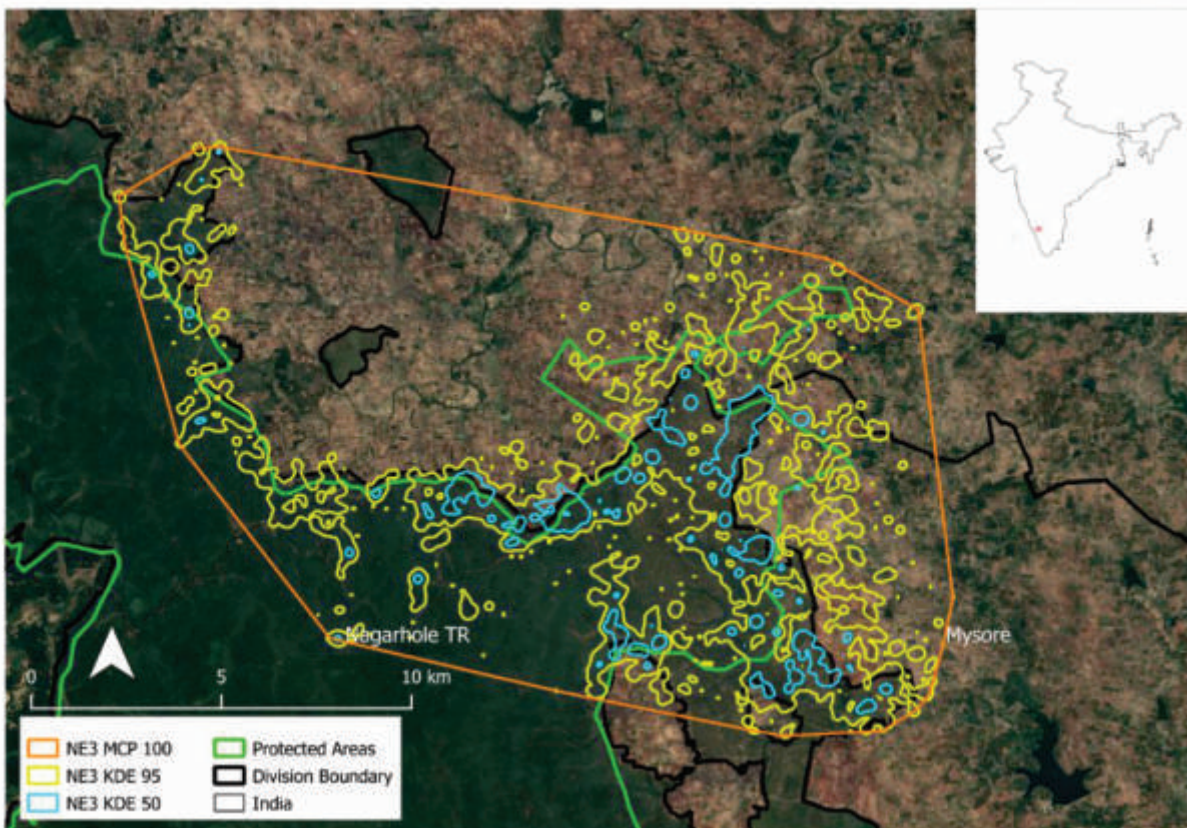 Nagarhole TR
Mysore
0 5 10 km
NE3 MCP 100
NE3 KDE 95
NE3 KDE 50
Protected Areas
Division Boundary
India